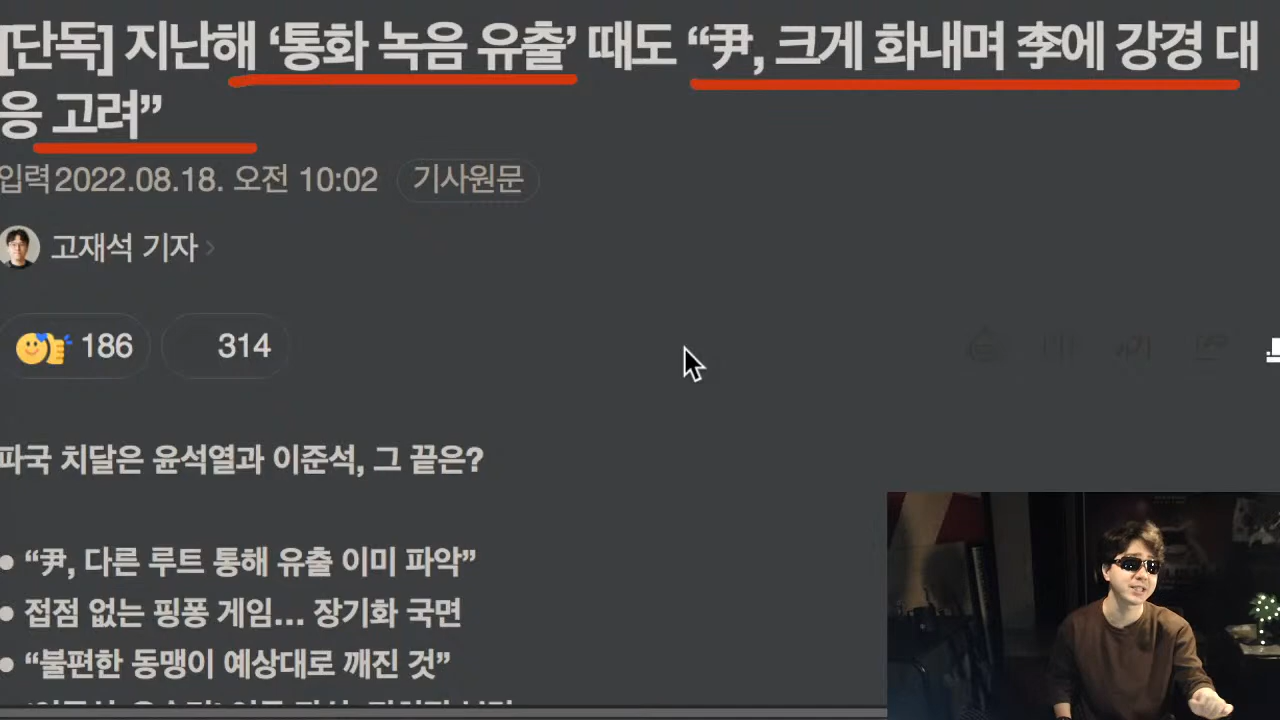 [단독] 지난해 ‘통화 녹음 유출’ 때도 “尹, 크게 화내며 李에 강경 대
응 고려”
입력 2022.08.18. 오전 10:02 기사원문
고재석 기자
186 314
파국 치달은 윤석열과 이준석, 그 끝은?
● “尹, 다른 루트 통해 유출 이미 파악”
● 접점 없는 핑퐁 게임… 장기화 국면
● “불편한 동맹이 예상대로 깨진 것”